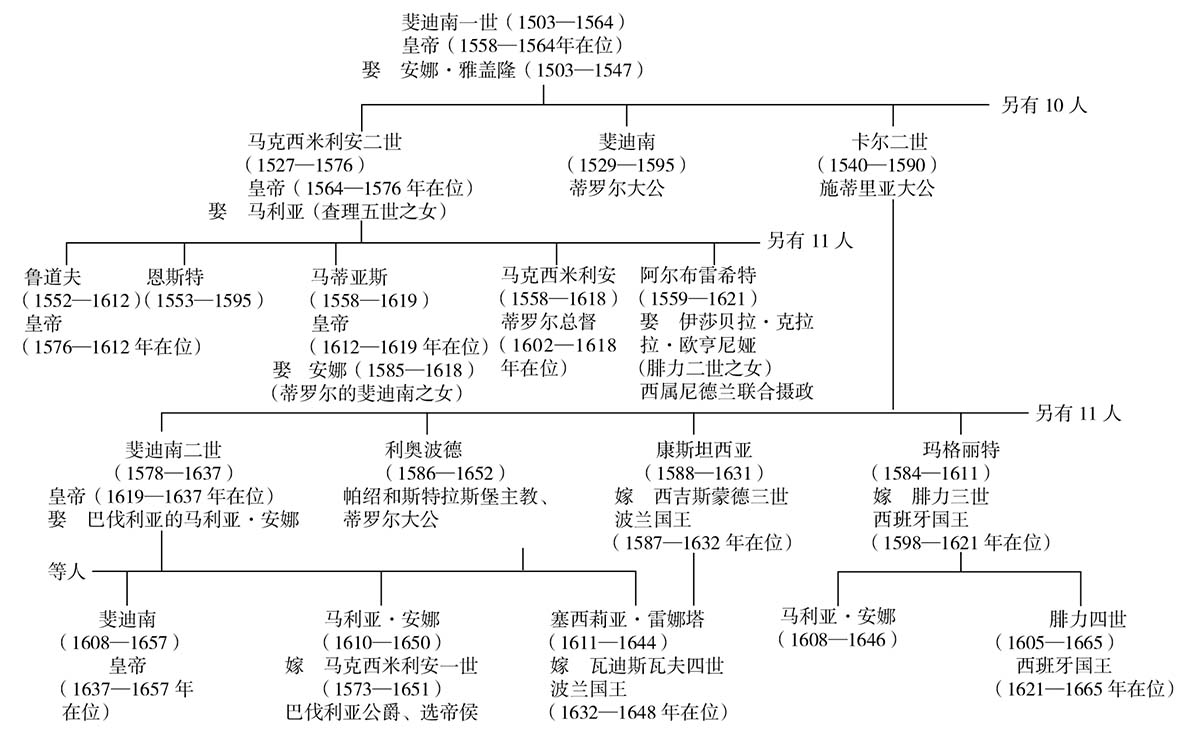 斐迪南一世（1503—1564）
皇帝（1558—1564年在位）
娶　安娜·雅盖隆（1503—1547）
另有 10 人
马克西米利安二世
（1527—1576）
皇帝（1564—1576 年在位）
娶　马利亚（查理五世之女）
斐迪南
（1529—1595）
蒂罗尔大公
卡尔二世
（1540—1590）
施蒂里亚大公
另有 11 人
鲁道夫
（1552—1612）
皇帝
（1576—1612 年在位）
恩斯特
（1553—1595）
马蒂亚斯
（1558—1619）
皇帝
（1612—1619 年在位）
娶　安娜（1585—1618）
（蒂罗尔的斐迪南之女）
马克西米利安
（1558—1618）
蒂罗尔总督
（1602—1618
年在位）
阿尔布雷希特
（1559—1621）
娶　伊莎贝拉·克拉
拉·欧亨尼娅
（腓力二世之女）
西属尼德兰联合摄政
另有 11 人
斐迪南二世
（1578—1637）
皇帝（1619—1637 年在位）
娶　巴伐利亚的马利亚·安娜
利奥波德
（1586—1652）
帕绍和斯特拉斯堡主教、
蒂罗尔大公
康斯坦西亚
（1588—1631）
嫁　西吉斯蒙德三世
波兰国王
（1587—1632 年在位）
玛格丽特
（1584—1611）
嫁　腓力三世
西班牙国王
（1598—1621 年在位）
等人
斐迪南
（1608—1657）
皇帝
（1637—1657 年
在位）
马利亚·安娜
（1610—1650）
嫁　马克西米利安一世
（1573—1651）
巴伐利亚公爵、选帝侯
塞西莉亚·雷娜塔
（1611—1644）
嫁　瓦迪斯瓦夫四世
波兰国王
（1632—1648 年在位）
马利亚·安娜
（1608—1646）
腓力四世
（1605—1665）
西班牙国王
（1621—1665 年在位）